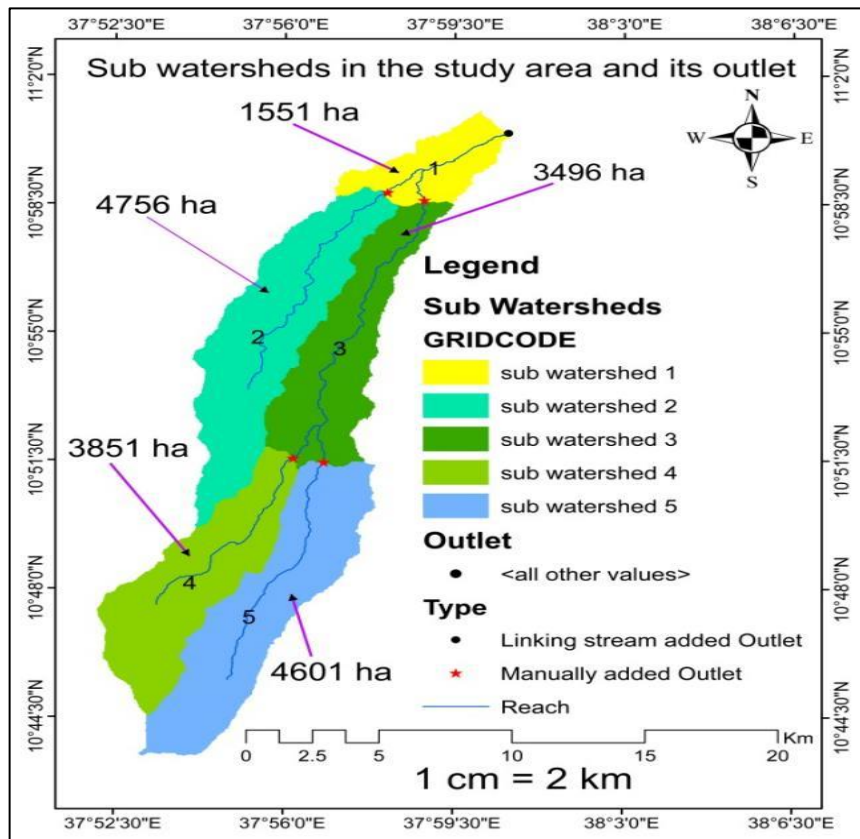 37°52'30"E 37°56'0"E 37°59'30"E 38°3'0"E 38°6'30"E
Sub watersheds in the study area and its outlet
11°2'0"N
11°2'0"N
1551 ha
N
W E
S
3496 ha
1
4756 ha
10°58'30"N
10°58'30"N
Legend
Sub Watersheds
GRIDCODE
2
3
10°55'0"N
10°55'0"N
sub watershed 1
sub watershed 2
sub watershed 3
sub watershed 4
sub watershed 5
3851 ha
10°51'30"N
10°51'30"N
Outlet
<all other values>
4
10°48'0"N
10°48'0"N
5
Type
Linking stream added Outlet
Manually added Outlet
Reach
4601 ha
10°44'30"N
10°44'30"N
Km
0 2.5 5 10 15 20
1 cm = 2 km
37°52'30"E 37°56'0"E 37°59'30"E 38°3'0"E 38°6'30"E